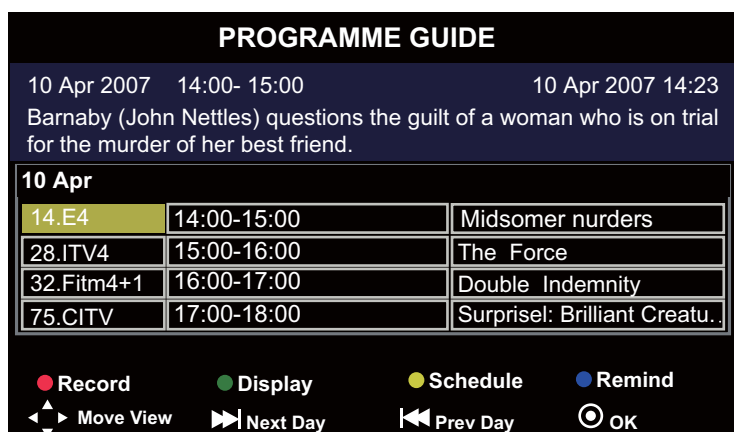 PROGRAMME GUIDE
10 Apr 2007 14:00- 15:00 10 Apr 2007 14:23
Barnaby (John Nettles) questions the guilt of a woman who is on trial
for the murder of her best friend.
10 Apr
14.E4 14:00-15:00 Midsomer nurders
28.ITV4 15:00-16:00 The Force
32.Fitm4+1 16:00-17:00 Double Indemnity
75.CITV 17:00-18:00 Surprisel: Brilliant Creatu..
Record Display Schedule Remind
Move View Next Day Prev Day OK